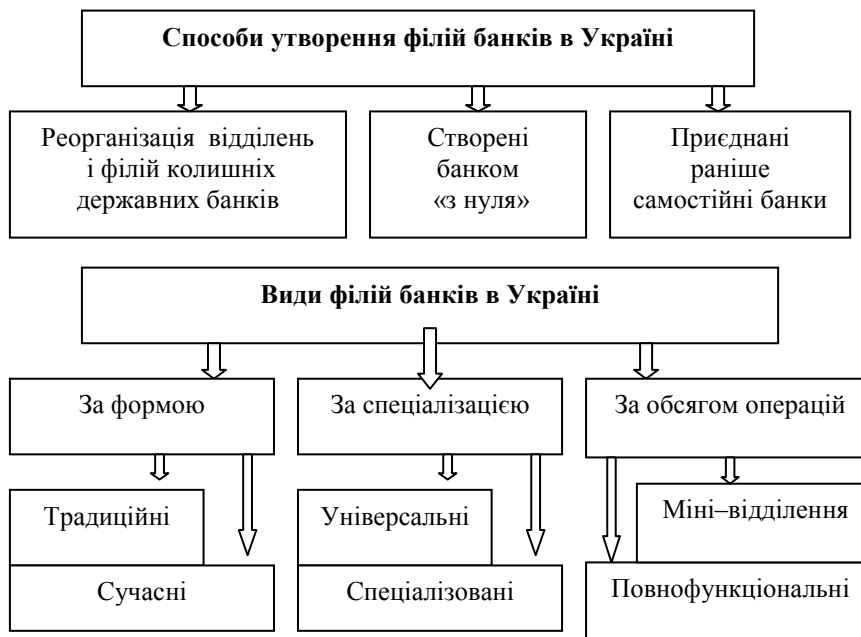 Способи утворення філій банків в Україні
Реорганізація відділень
і філій колишніх
державних банків
Створені
банком
«з нуля»
Приєднані
раніше
самостійні банки
Види філій банків в Україні
За формою
За спеціалізацією
За обсягом операцій
Традиційні
Універсальні
Міні–відділення
Сучасні
Спеціалізовані
Повнофункціональні